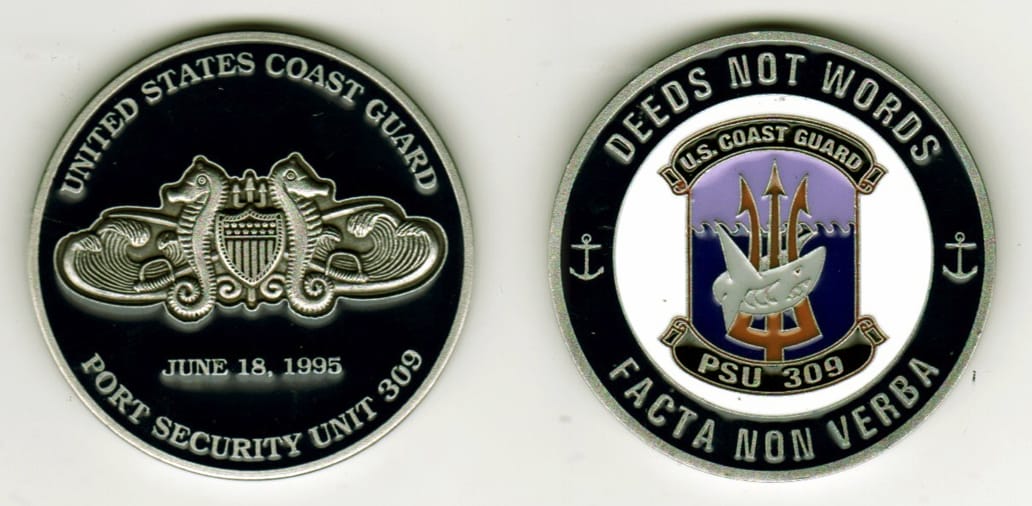 UNITED STATES COAST GUARD
JUNE 18, 1995
PORT SECURITY UNIT 309
DEEDS NOT WORDS
U.S. COAST GUARD
PSU 309
FACTA NON VERBA